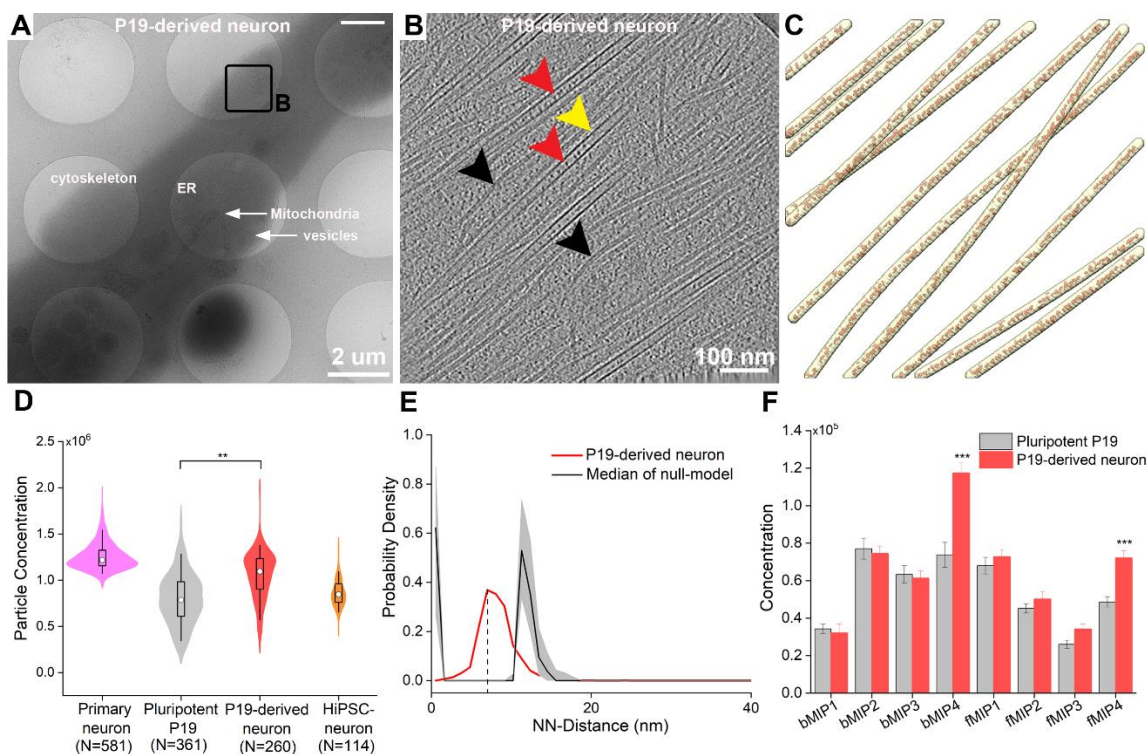 A
P19-derived neuron
B
cytoskeleton
ER
Mitochondria
vesicles
2 um
B
P19-derived neuron
100 nm
C
D
×10⁶
2.5
2.0
1.5
1.0
0.5
0.0
Particle Concentration
**
Primary
neuron
(N=581)
Pluripotent
P19
(N=361)
P19-derived
neuron
(N=260)
HiPSC-
neuron
(N=114)
E
1.0
0.8
0.6
0.4
0.2
0.0
Probability Density
P19-derived neuron
Median of null-model
0
20
40
NN-Distance (nm)
F
×10⁵
1.4
1.2
1.0
0.8
0.6
0.4
0.2
0.0
Concentration
Pluripotent P19
P19-derived neuron
***
***
bMIP1
bMIP2
bMIP3
bMIP4
fMIP1
fMIP2
fMIP3
fMIP4